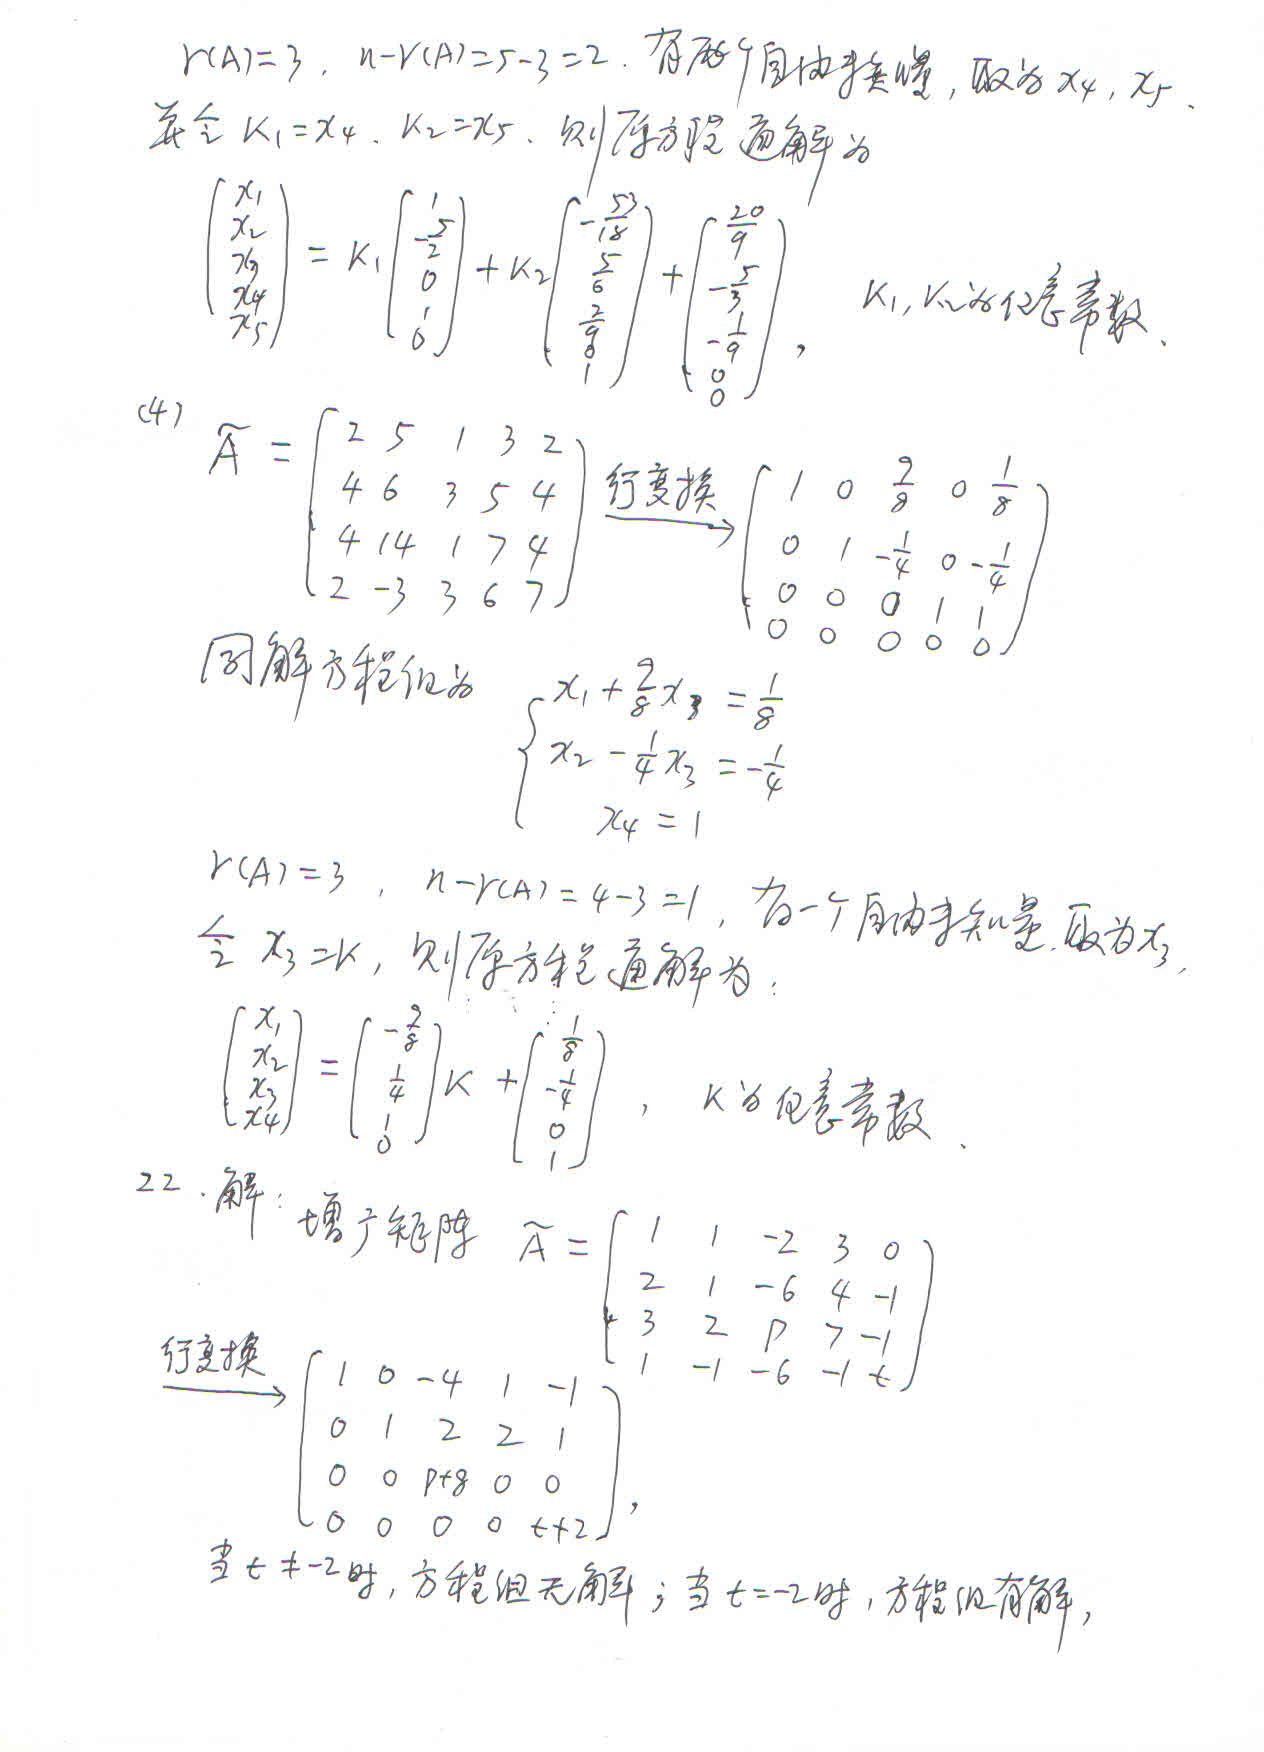 r(A)=3, n-r(A)=5-3=2. 有两个自由未知量, 取为 x₄, x₅.
并令 K₁=x₄. K₂=x₅. 则原方程通解为
(x₁ x₂ x₃ x₄ x₅) = K₁ (1 -5/2 0 1 0) + K₂ (-53/18 5/6 2/9 0 1) + (20/9 -5/3 -1/9 0 0), K₁, K₂为任意常数.
(4) Ã = (2 5 1 3 2; 4 6 3 5 4; 4 14 1 7 4; 2 -3 3 6 7) 行变换→ (1 0 9/8 0 1/8; 0 1 -1/4 0 -1/4; 0 0 0 1 1; 0 0 0 0 0)
同解方程组为 { x₁+9/8x₃=1/8
x₂-1/4x₃=-1/4
x₄=1
r(A)=3, n-r(A)=4-3=1, 有一个自由未知量. 取为x₃,
令 x₃=K, 则原方程通解为:
(x₁ x₂ x₃ x₄) = (-9/8 1/4 1 0) K + (1/8 -1/4 0 1), K为任意常数.
22. 解: 增广矩阵 Ã = (1 1 -2 3 0; 2 1 -6 4 -1; 3 2 p 7 -1; 1 -1 -6 -1 t)
行变换→ (1 0 -4 1 -1; 0 1 2 2 1; 0 0 p+8 0 0; 0 0 0 0 t+2),
当t≠-2时, 方程组无解; 当t=-2时, 方程组有解,